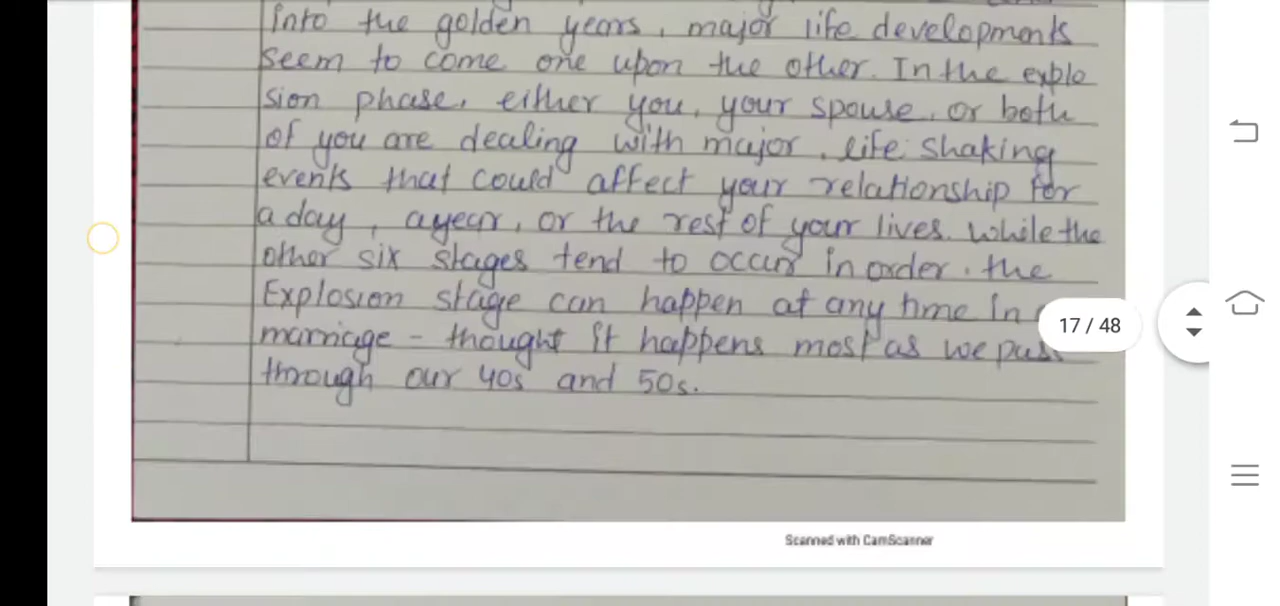 into the golden years, major life developments
seem to come one upon the other. In the explo
sion phase, either you, your spouse, or both
of you are dealing with major, life shaking
events that could affect your relationship for
a day, a year, or the rest of your lives. While the
other six stages tend to occur in order, the
Explosion stage can happen at any time in
marriage - thought it happens most as we pass
through our 40s and 50s.
17 / 48
Scanned with CamScanner